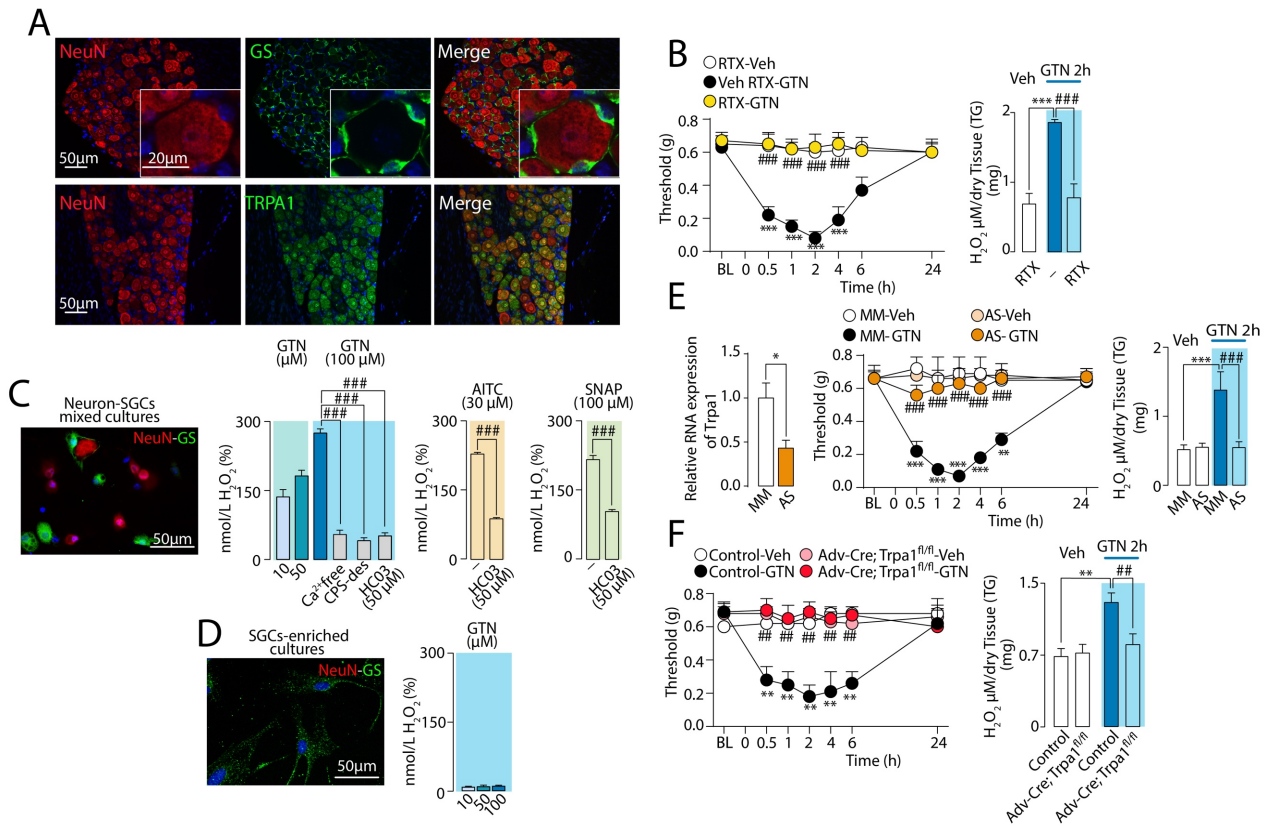 A
NeuN
GS
Merge
50µm
20µm
NeuN
TRPA1
Merge
50µm
B
RTX-Veh
Veh RTX-GTN
RTX-GTN
Threshold (g)
0.8
0.6
0.4
0.2
0.0
### ### ### ###
*** *** *** ***
BL 0 0.5 1 2 4 6 24
Time (h)
Veh GTN 2h
*** ###
H₂O₂ µM/dry Tissue (TG)
(mg)
2
1
0
RTX – RTX
C
Neuron-SGCs
mixed cultures
NeuN-GS
50µm
GTN
(µM)
GTN
(100 µM)
###
###
###
nmol/L H₂O₂ (%)
300
150
0
10
50
Ca²⁺free
CPS-des
HC03
(50 µM)
AITC
(30 µM)
###
nmol/L H₂O₂ (%)
300
150
0
–
HC03
(50 µM)
SNAP
(100 µM)
###
nmol/L H₂O₂ (%)
300
150
0
–
HC03
(50 µM)
D
SGCs-enriched
cultures
NeuN-GS
50µm
GTN
(µM)
nmol/L H₂O₂ (%)
300
150
0
10
50
100
E
Relative RNA expression
of Trpa1
1.5
1.0
0.5
0.0
*
MM AS
MM-Veh AS-Veh
MM-GTN AS-GTN
Threshold (g)
0.8
0.6
0.4
0.2
0.0
### ### ### ### ###
*** *** *** *** **
BL 0 0.5 1 2 4 6 24
Time (h)
Veh GTN 2h
*** ###
H₂O₂ µM/dry Tissue (TG)
(mg)
2
1
0
MM AS MM AS
F
Control-Veh Adv-Cre; Trpa1fl/fl-Veh
Control-GTN Adv-Cre; Trpa1fl/fl-GTN
Threshold (g)
0.8
0.6
0.4
0.2
0.0
## ## ## ## ##
** ** ** ** **
BL 0 0.5 1 2 4 6 24
Time (h)
Veh GTN 2h
** ##
H₂O₂ µM/dry Tissue (TG)
(mg)
1.5
0.7
0
Control
Adv-Cre; Trpa1fl/fl
Control
Adv-Cre; Trpa1fl/fl